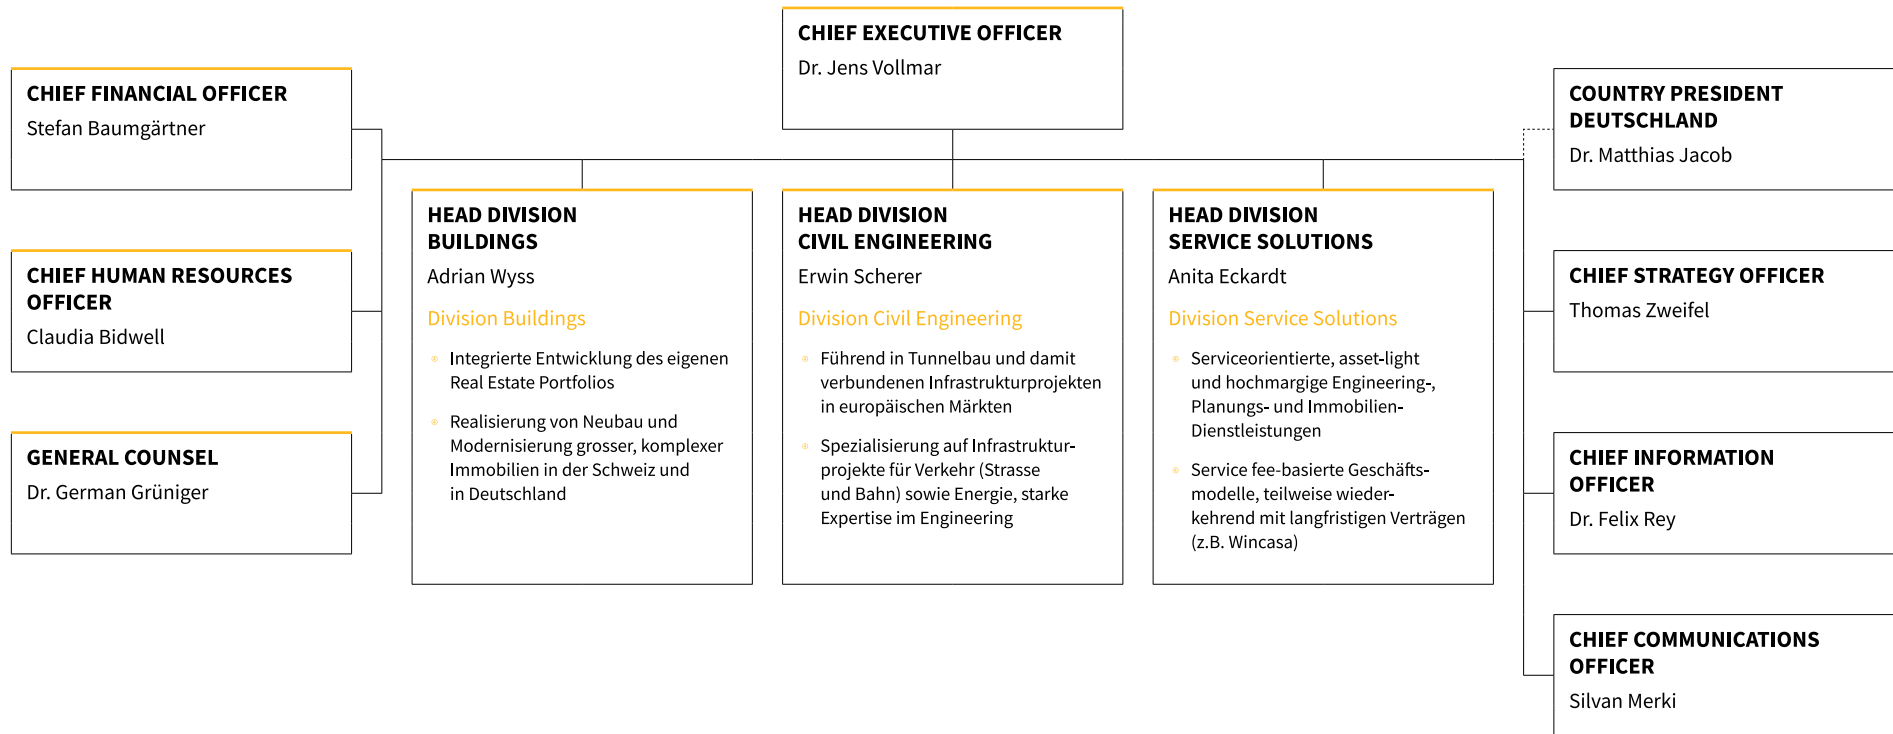 CHIEF EXECUTIVE OFFICER
Dr. Jens Vollmar
CHIEF FINANCIAL OFFICER
Stefan Baumgärtner
CHIEF HUMAN RESOURCES
OFFICER
Claudia Bidwell
GENERAL COUNSEL
Dr. German Grüniger
HEAD DIVISION
BUILDINGS
Adrian Wyss
Division Buildings
Integrierte Entwicklung des eigenen
Real Estate Portfolios
Realisierung von Neubau und
Modernisierung grosser, komplexer
Immobilien in der Schweiz und
in Deutschland
HEAD DIVISION
CIVIL ENGINEERING
Erwin Scherer
Division Civil Engineering
Führend in Tunnelbau und damit
verbundenen Infrastrukturprojekten
in europäischen Märkten
Spezialisierung auf Infrastruktur-
projekte für Verkehr (Strasse
und Bahn) sowie Energie, starke
Expertise im Engineering
HEAD DIVISION
SERVICE SOLUTIONS
Anita Eckardt
Division Service Solutions
Serviceorientierte, asset-light
und hochmargige Engineering-,
Planungs- und Immobilien-
Dienstleistungen
Service fee-basierte Geschäfts-
modelle, teilweise wieder-
kehrend mit langfristigen Verträgen
(z.B. Wincasa)
COUNTRY PRESIDENT
DEUTSCHLAND
Dr. Matthias Jacob
CHIEF STRATEGY OFFICER
Thomas Zweifel
CHIEF INFORMATION
OFFICER
Dr. Felix Rey
CHIEF COMMUNICATIONS
OFFICER
Silvan Merki